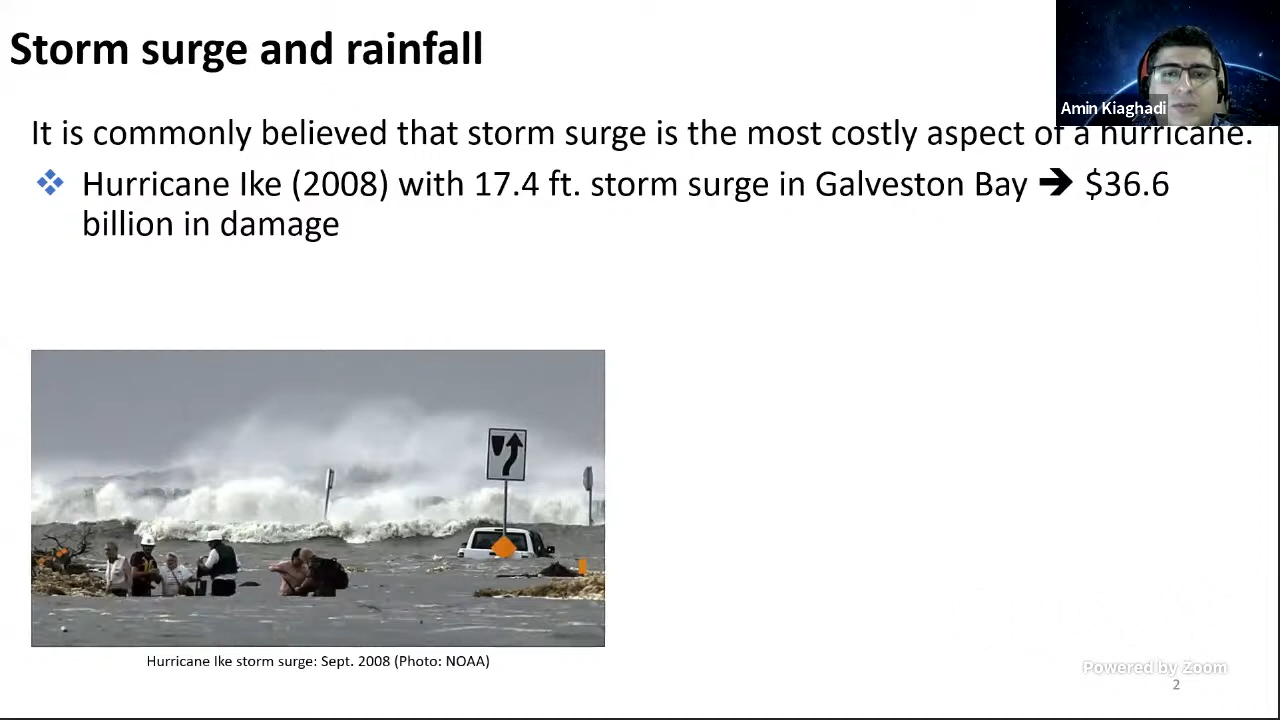 Storm surge and rainfall
Amin Kiaghadi
It is commonly believed that storm surge is the most costly aspect of a hurricane.
❖ Hurricane Ike (2008) with 17.4 ft. storm surge in Galveston Bay ➔ $36.6
billion in damage
Hurricane Ike storm surge: Sept. 2008 (Photo: NOAA)
Powered by Zoom
2